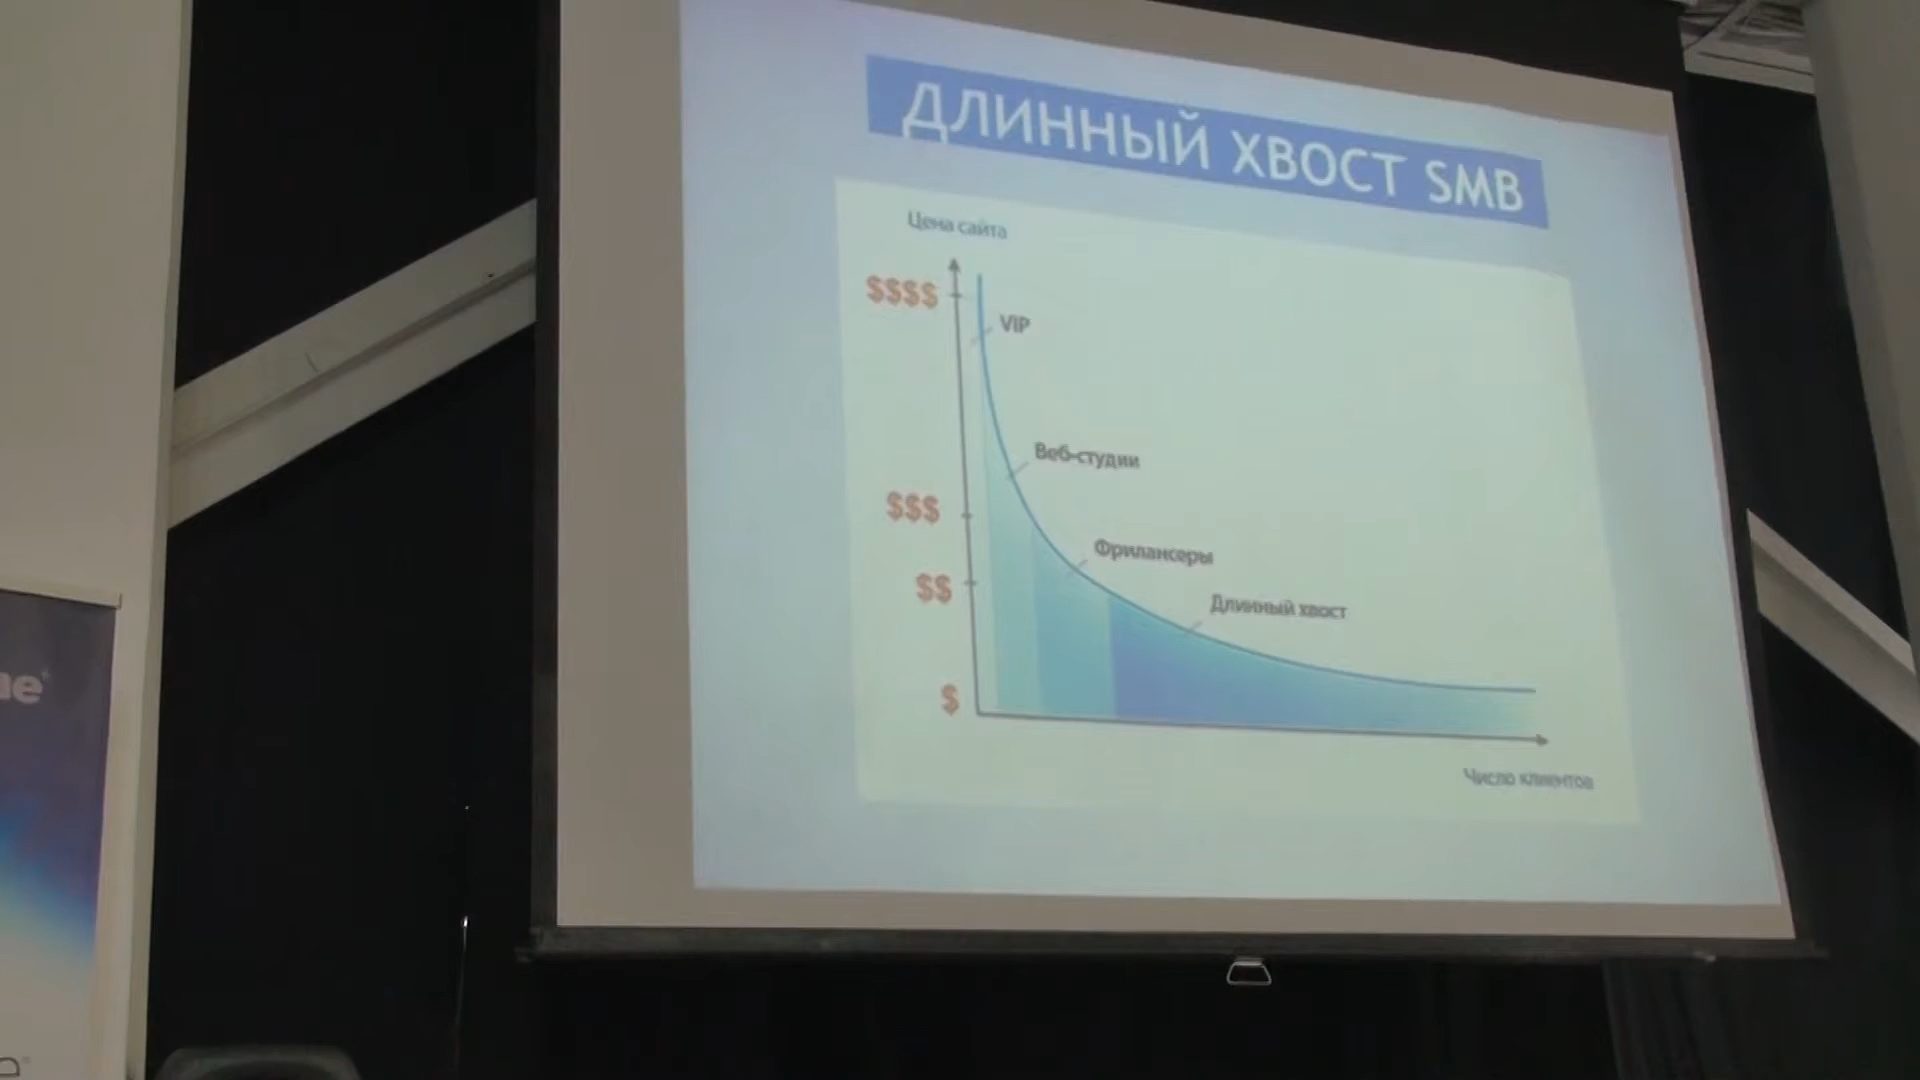 ДЛИННЫЙ ХВОСТ SMB
Цена сайта
$$$$
VIP
Веб-студии
$$$
Фрилансеры
$$
Длинный хвост
$
Число клиентов